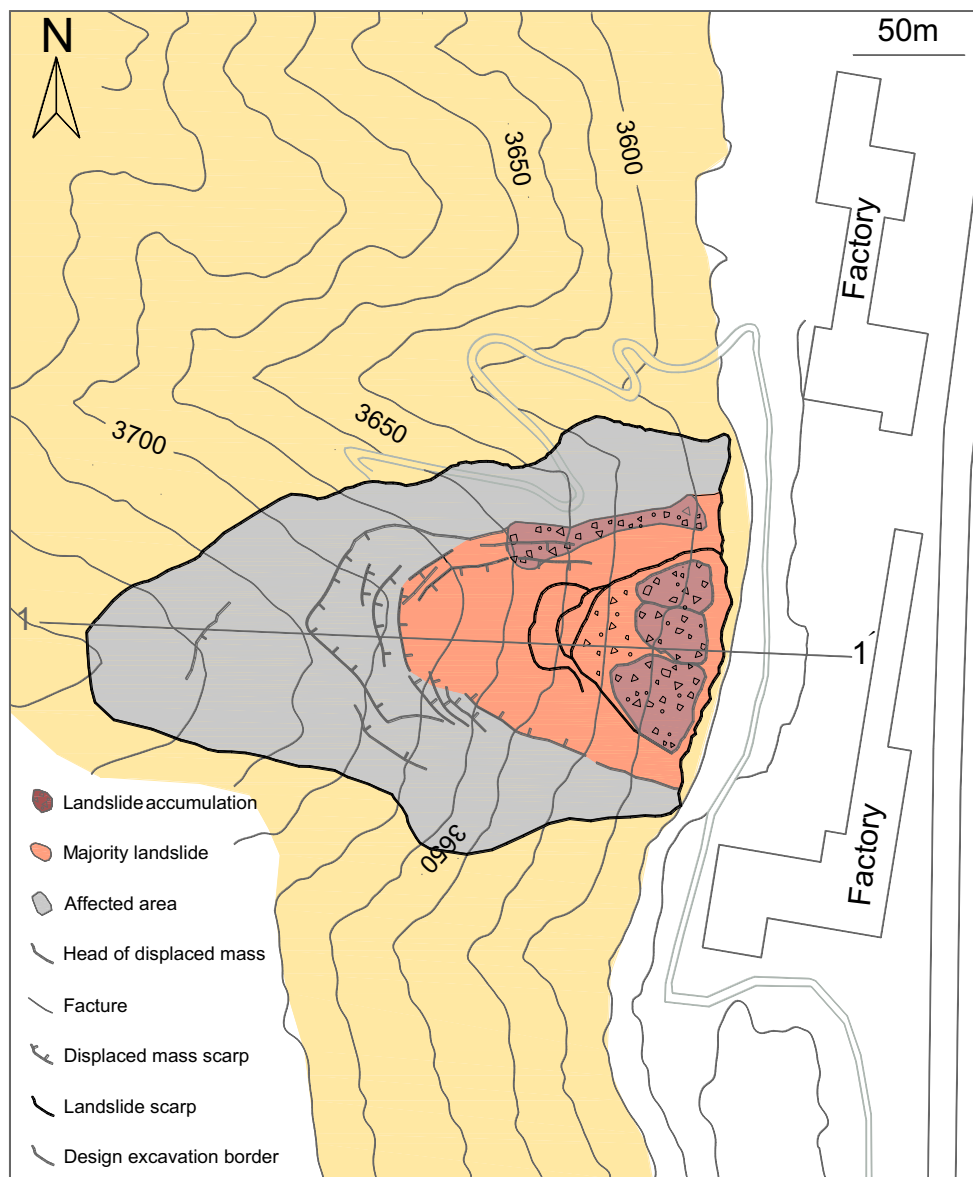 N
50m
3650
3600
Factory
3700
3650
1
1´
3650
Factory
Landslide accumulation
Majority landslide
Affected area
Head of displaced mass
Facture
Displaced mass scarp
Landslide scarp
Design excavation border